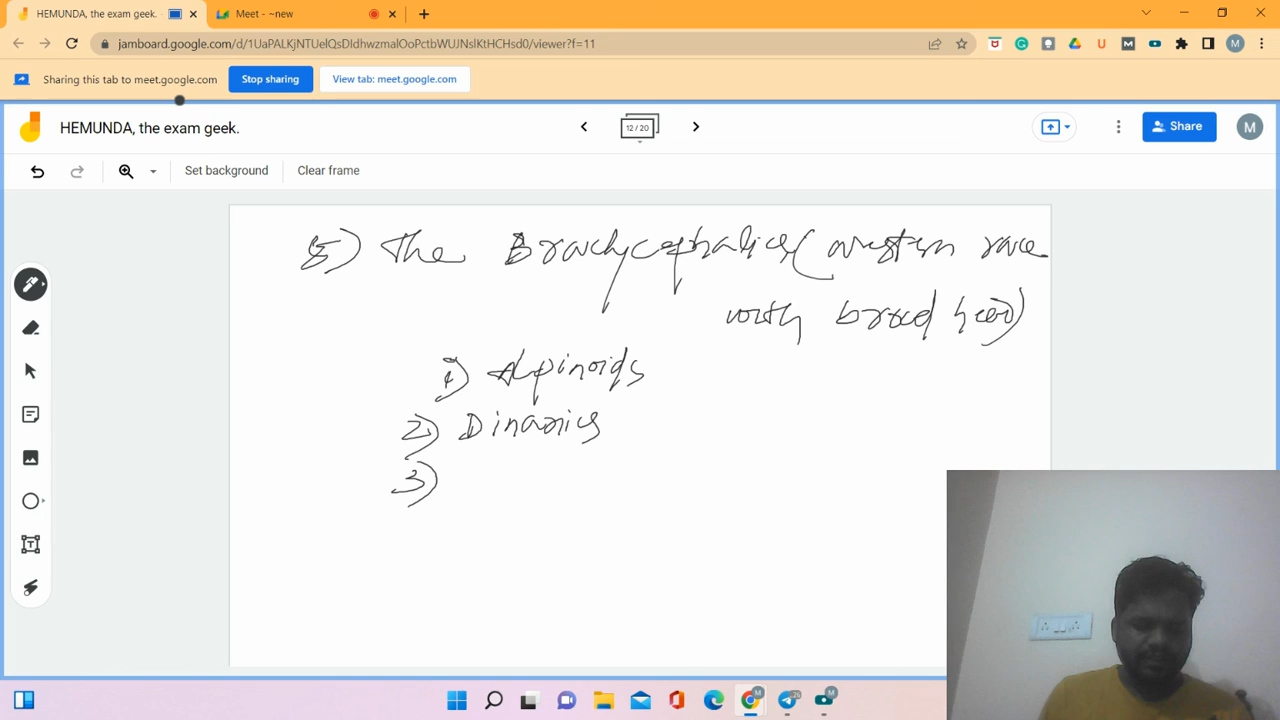 HEMUNDA, the exam geek.
Meet - ~new
jamboard.google.com/d/1UaPALKjNTUelQsDIdhwzmalOoPctbWUJNslKtHCHsd0/viewer?f=11
M
Sharing this tab to meet.google.com
Stop sharing
View tab: meet.google.com
HEMUNDA, the exam geek.
12 / 20
Share
M
Set background
Clear frame
5) The Brachycephalics (western race
with broad head)
1) Alpinoids
2) Dinarics
3)